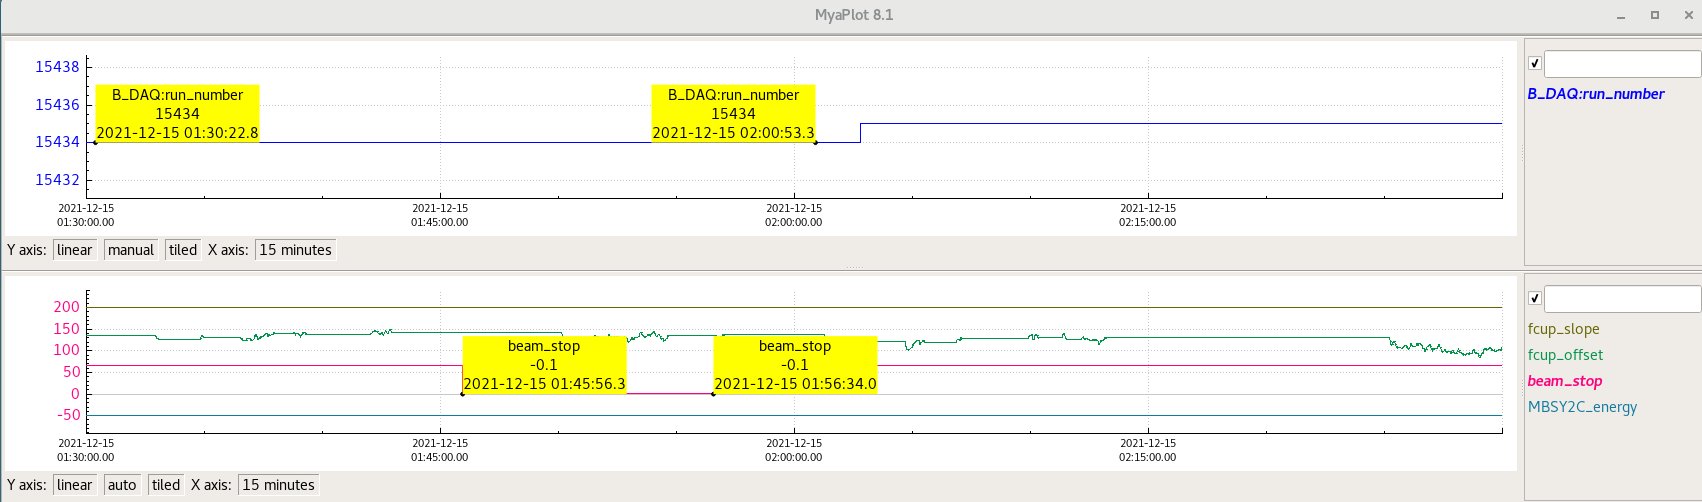 MyaPlot 8.1
15438
15436
15434
15432
B_DAQ:run_number
15434
2021-12-15 01:30:22.8
B_DAQ:run_number
15434
2021-12-15 02:00:53.3
2021-12-15
01:30:00.00
2021-12-15
01:45:00.00
2021-12-15
02:00:00.00
2021-12-15
02:15:00.00
B_DAQ:run_number
Y axis: linear manual tiled X axis: 15 minutes
200
150
100
50
0
-50
beam_stop
-0.1
2021-12-15 01:45:56.3
beam_stop
-0.1
2021-12-15 01:56:34.0
2021-12-15
01:30:00.00
2021-12-15
01:45:00.00
2021-12-15
02:00:00.00
2021-12-15
02:15:00.00
fcup_slope
fcup_offset
beam_stop
MBSY2C_energy
Y axis: linear auto tiled X axis: 15 minutes